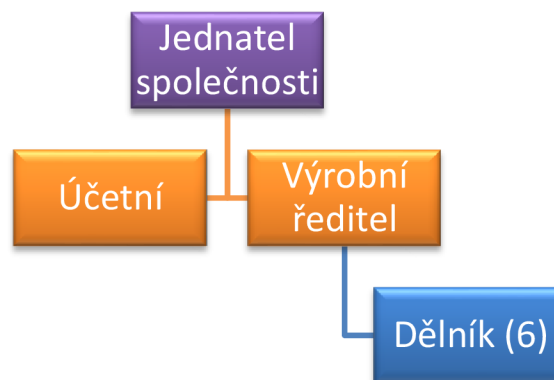 Jednatel
společnosti
Účetní
Výrobní
ředitel
Dělník (6)